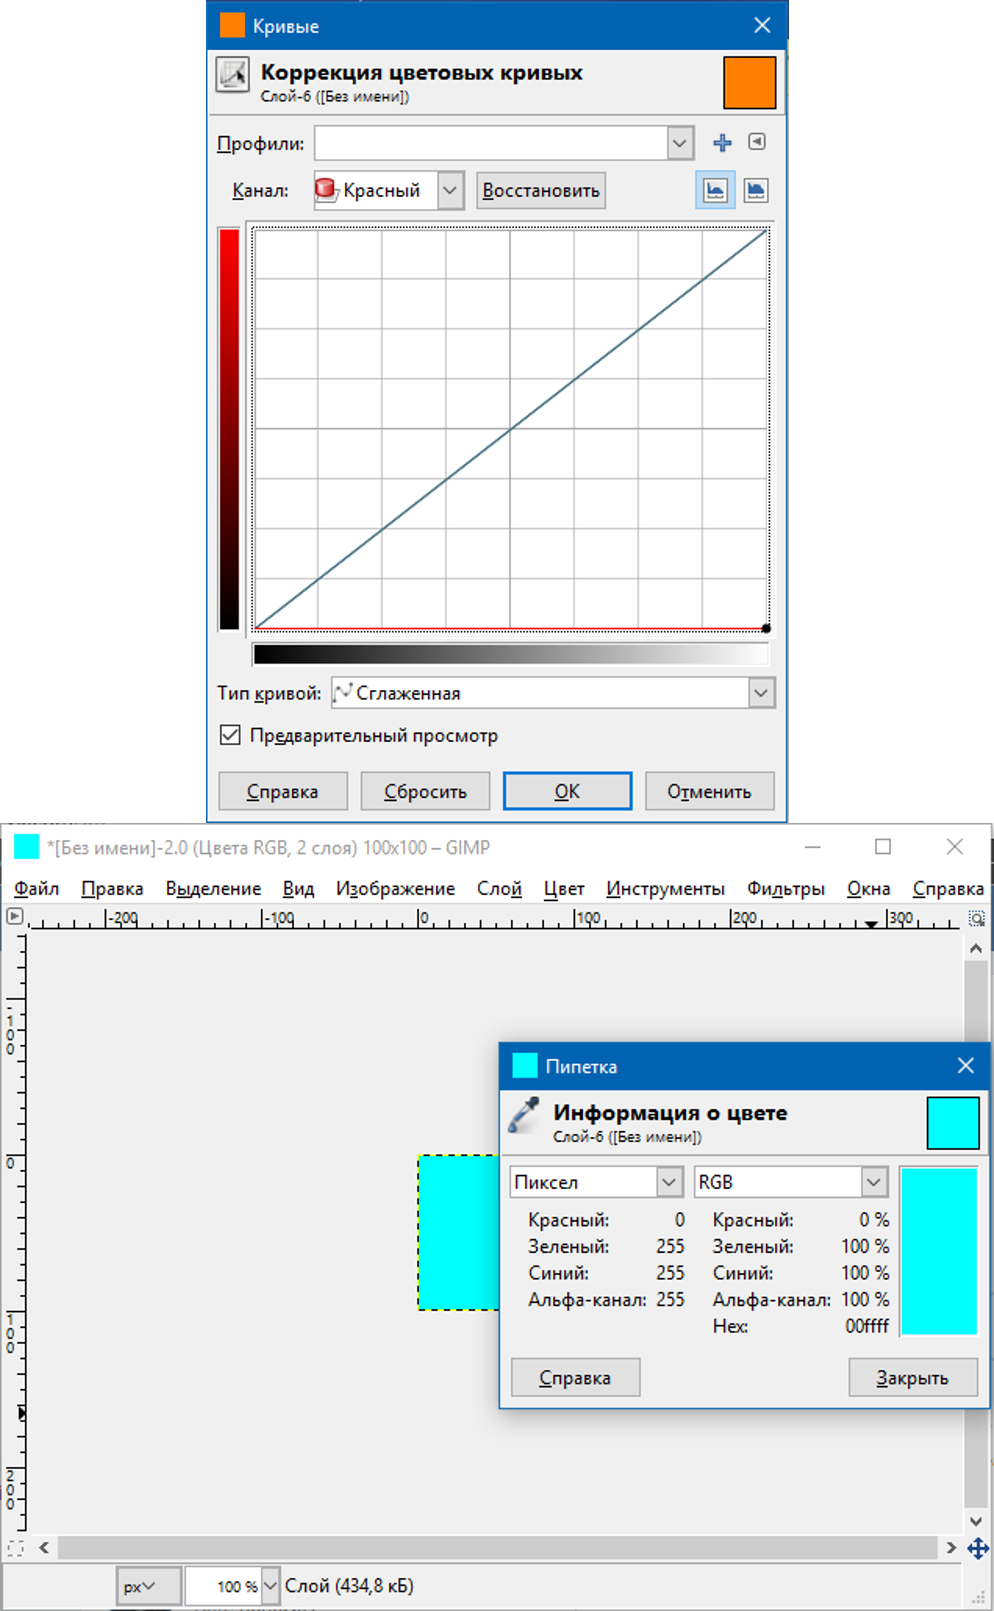 Кривые
Коррекция цветовых кривых
Слой-6 ([Без имени])
Профили:
Канал: Красный Восстановить
Тип кривой: Сглаженная
Предварительный просмотр
Справка Сбросить OK Отменить
*[Без имени]-2.0 (Цвета RGB, 2 слоя) 100x100 – GIMP
Файл Правка Выделение Вид Изображение Слой Цвет Инструменты Фильтры Окна Справка
-200 -100 0 100 200 300
-100
0
100
200
Пипетка
Информация о цвете
Слой-6 ([Без имени])
Пиксел RGB
Красный: 0 Красный: 0 %
Зеленый: 255 Зеленый: 100 %
Синий: 255 Синий: 100 %
Альфа-канал: 255 Альфа-канал: 100 %
Hex: 00ffff
Справка Закрыть
px 100 % Слой (434,8 кБ)